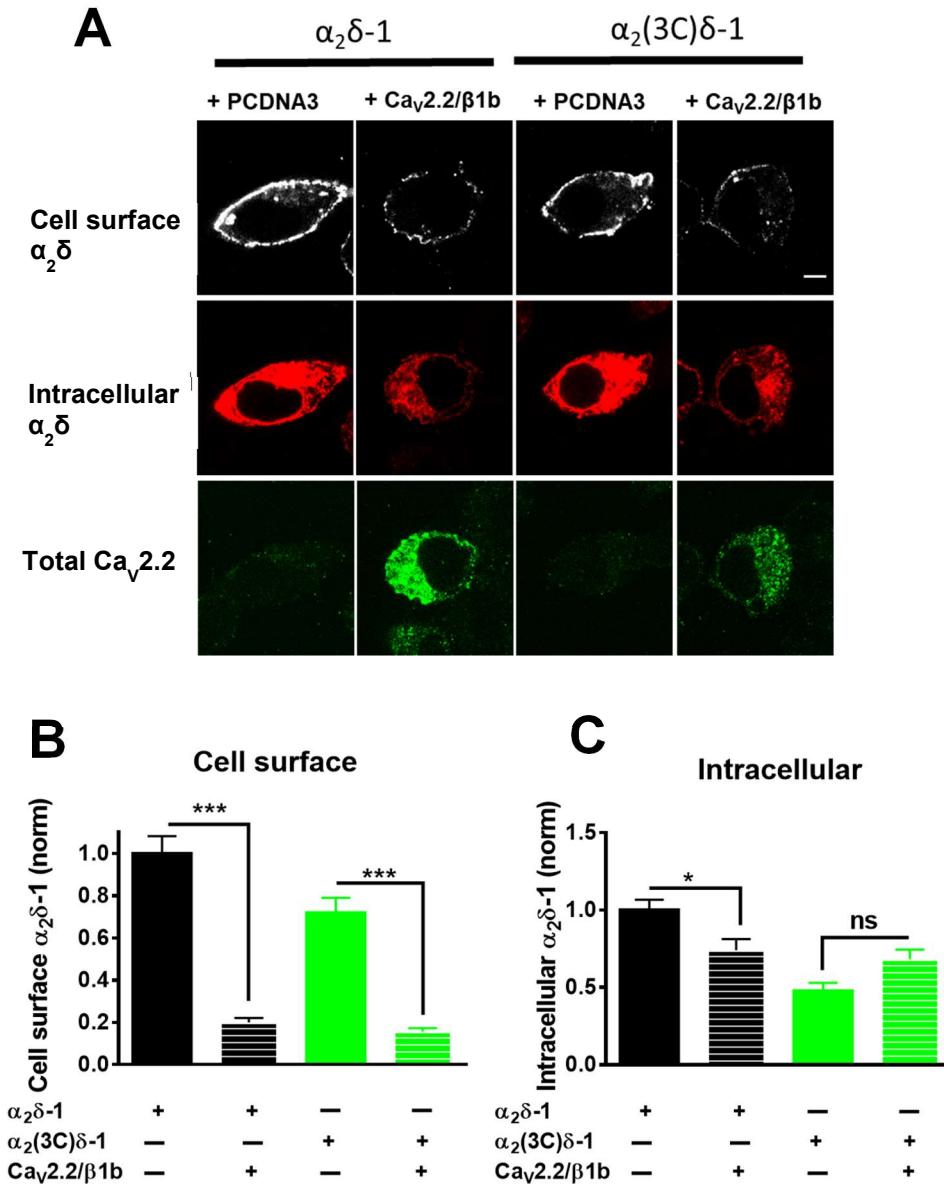 A
α₂δ-1 α₂(3C)δ-1
+ PCDNA3 + Caᵥ2.2/β1b + PCDNA3 + Caᵥ2.2/β1b
Cell surface
α₂δ
Intracellular
α₂δ
Total Caᵥ2.2
B
Cell surface
Cell surface α₂δ-1 (norm)
1.0
0.8
0.6
0.4
0.2
0.0
***
***
α₂δ-1 + + — —
α₂(3C)δ-1 — — + +
Caᵥ2.2/β1b — + — +
C
Intracellular
Intracellular α₂δ-1 (norm)
1.5
1.0
0.5
0.0
*
ns
α₂δ-1 + + — —
α₂(3C)δ-1 — — + +
Caᵥ2.2/β1b — + — +